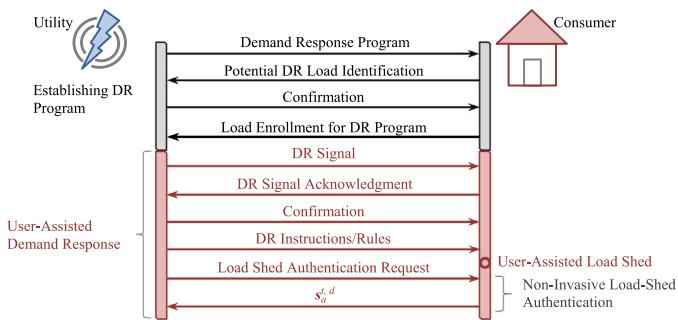 Utility
Consumer
Establishing DR
Program
Demand Response Program
Potential DR Load Identification
Confirmation
Load Enrollment for DR Program
DR Signal
DR Signal Acknowledgment
Confirmation
User-Assisted
Demand Response
DR Instructions/Rules
User-Assisted Load Shed
Load Shed Authentication Request
Non-Invasive Load-Shed
Authentication
s_a^{t, d}